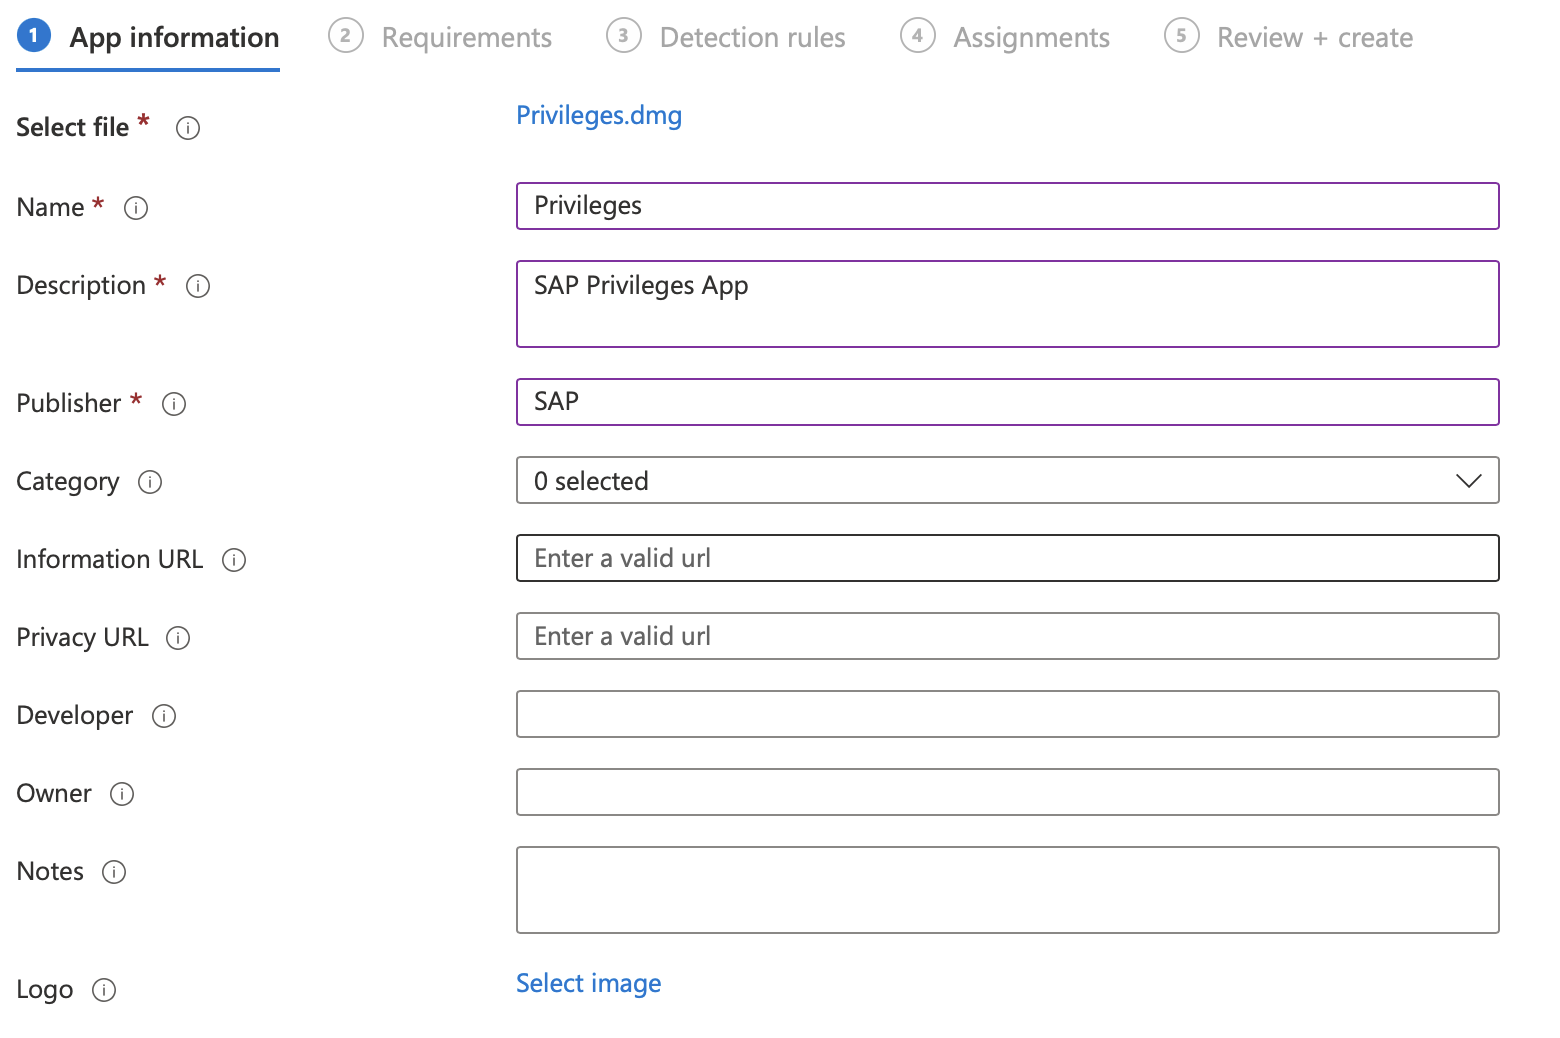 1 App information 2 Requirements 3 Detection rules 4 Assignments 5 Review + create
Select file * Privileges.dmg
Name * Privileges
Description * SAP Privileges App
Publisher * SAP
Category 0 selected
Information URL Enter a valid url
Privacy URL Enter a valid url
Developer
Owner
Notes
Logo Select image